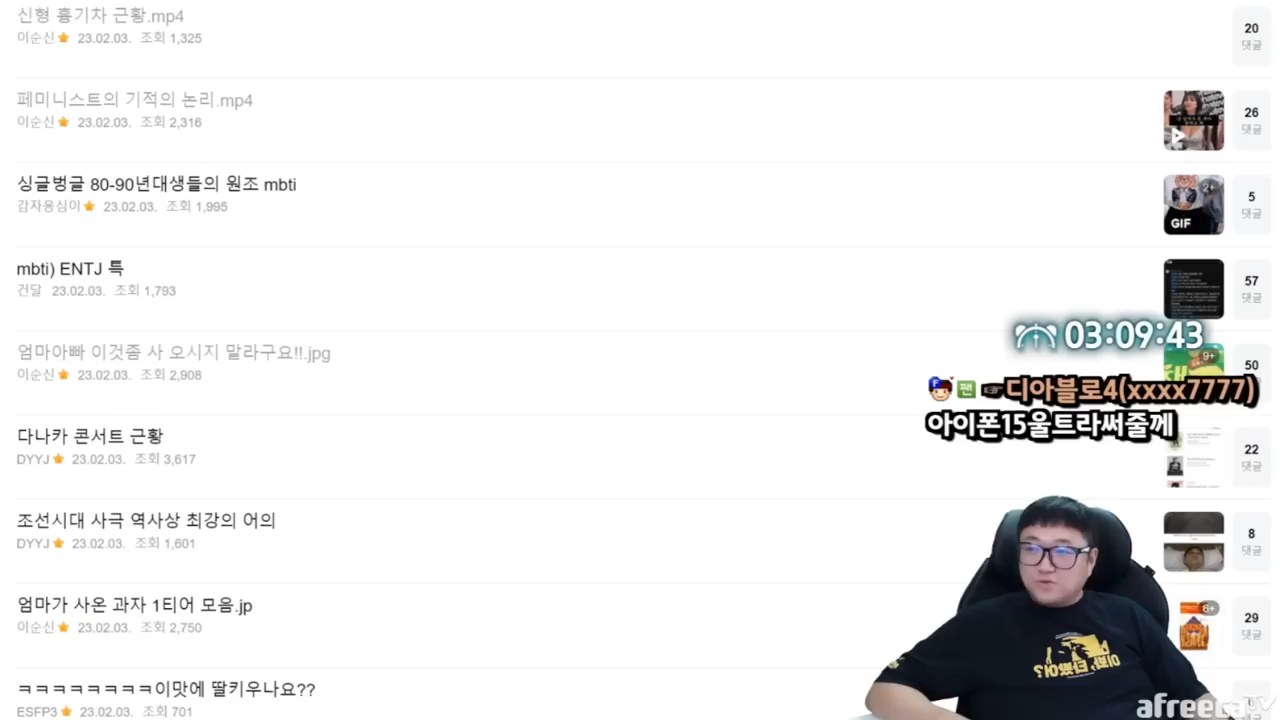 신형 흉기차 근황.mp4
이순신 23.02.03. 조회 1,325
20
댓글
페미니스트의 기적의 논리.mp4
이순신 23.02.03. 조회 2,316
26
댓글
싱글벙글 80-90년대생들의 원조 mbti
감자옹심이 23.02.03. 조회 1,995
2+
GIF
5
댓글
mbti) ENTJ 특
건달 23.02.03. 조회 1,793
57
댓글
03:09:43
엄마아빠 이것좀 사 오시지 말라구요!!.jpg
이순신 23.02.03. 조회 2,908
9+
50
F 팬 디아블로4(xxxx7777)
아이폰15울트라써줄께
다나카 콘서트 근황
DYYJ 23.02.03. 조회 3,617
22
댓글
조선시대 사극 역사상 최강의 어의
DYYJ 23.02.03. 조회 1,601
8
댓글
엄마가 사온 과자 1티어 모음.jp
이순신 23.02.03. 조회 2,750
6+
29
댓글
ㅋㅋㅋㅋㅋㅋㅋㅋ이맛에 딸키우나요??
ESFP3 23.02.03. 조회 701
afreecaTV